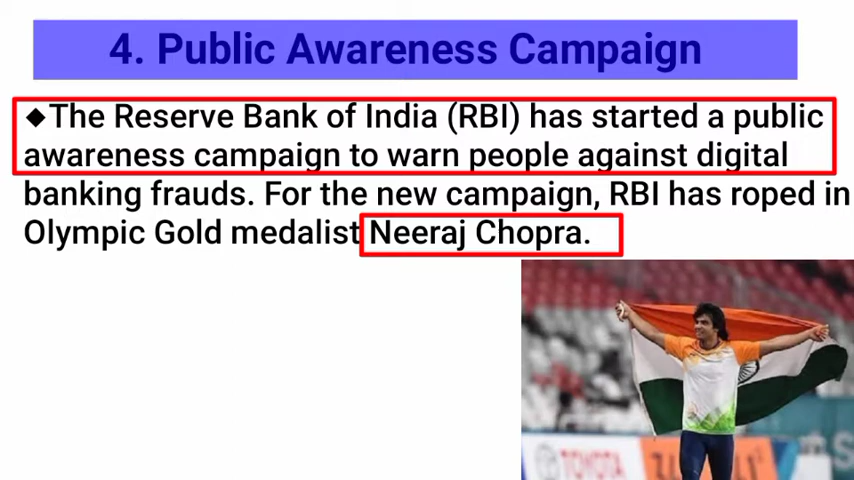 4. Public Awareness Campaign
◆The Reserve Bank of India (RBI) has started a public
awareness campaign to warn people against digital
banking frauds. For the new campaign, RBI has roped in
Olympic Gold medalist Neeraj Chopra.
TOYOTA